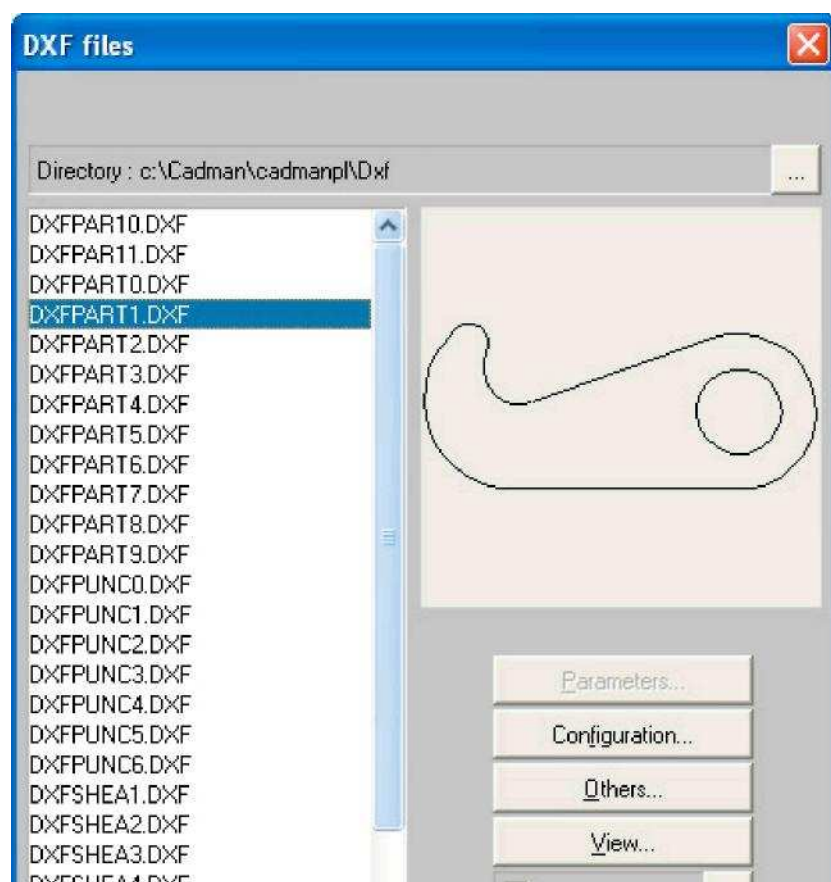 DXF files
Directory : c:\Cadman\cadmanpl\Dxf
...
DXFPAR10.DXF
DXFPAR11.DXF
DXFPART0.DXF
DXFPART1.DXF
DXFPART2.DXF
DXFPART3.DXF
DXFPART4.DXF
DXFPART5.DXF
DXFPART6.DXF
DXFPART7.DXF
DXFPART8.DXF
DXFPART9.DXF
DXFPUNC0.DXF
DXFPUNC1.DXF
DXFPUNC2.DXF
DXFPUNC3.DXF
DXFPUNC4.DXF
DXFPUNC5.DXF
DXFPUNC6.DXF
DXFSHEA1.DXF
DXFSHEA2.DXF
DXFSHEA3.DXF
DXFSHEA4.DXF
Parameters...
Configuration...
Others...
View...